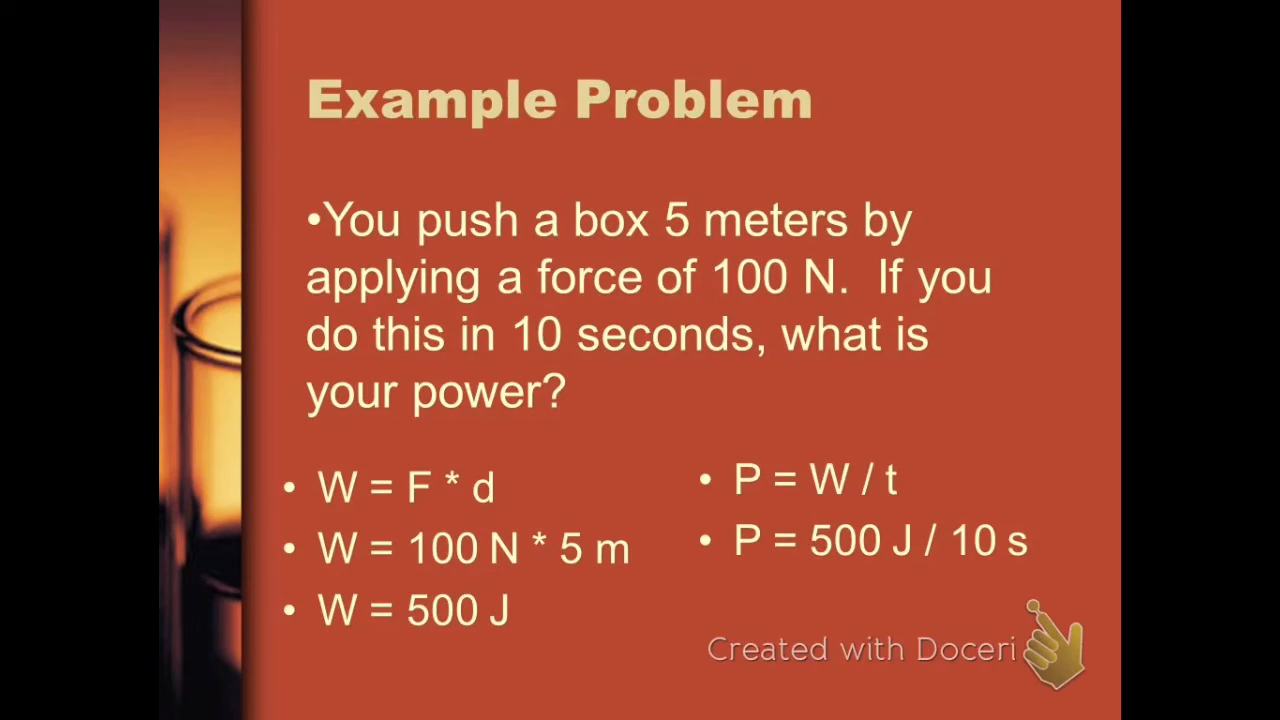 Example Problem
•You push a box 5 meters by
applying a force of 100 N.  If you
do this in 10 seconds, what is
your power?
• W = F * d
• W = 100 N * 5 m
• W = 500 J
• P = W / t
• P = 500 J / 10 s
Created with Doceri